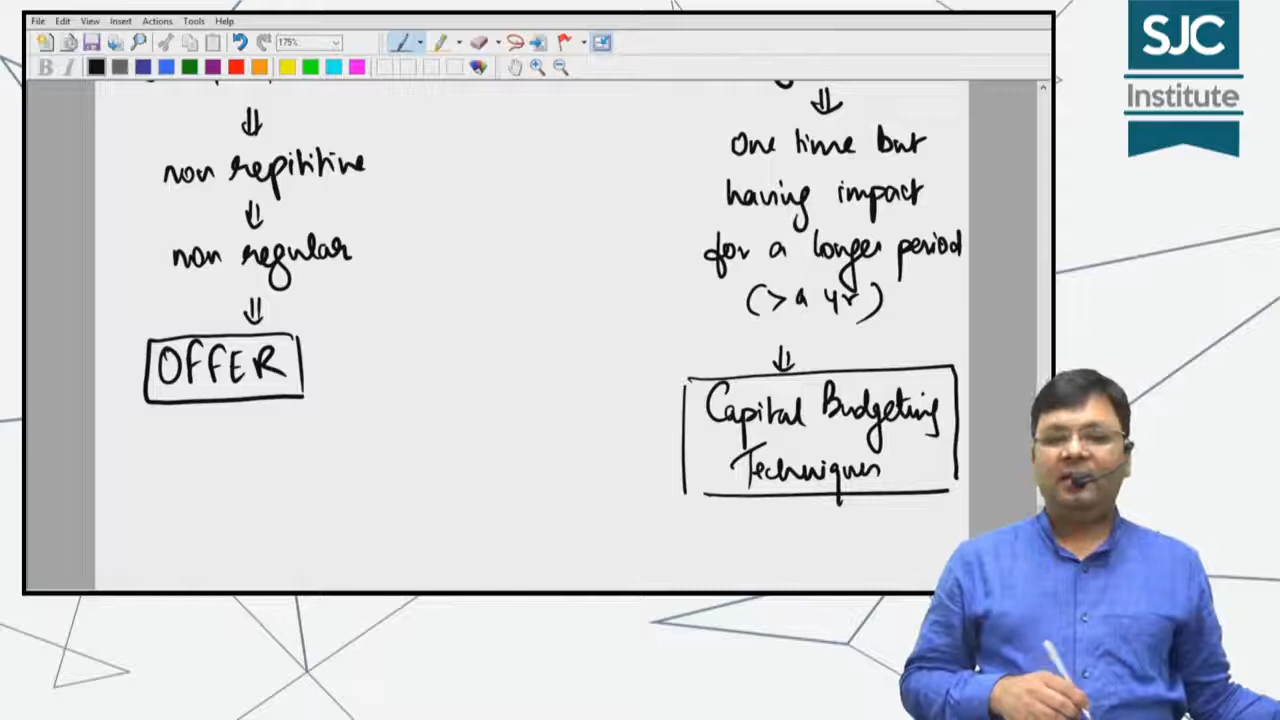 File Edit View Insert Actions Tools Help
175%
B I
non repititive
non regular
OFFER
One time but
having impact
for a longer period
(> a yr)
Capital Budgeting
Techniques
SJC
Institute